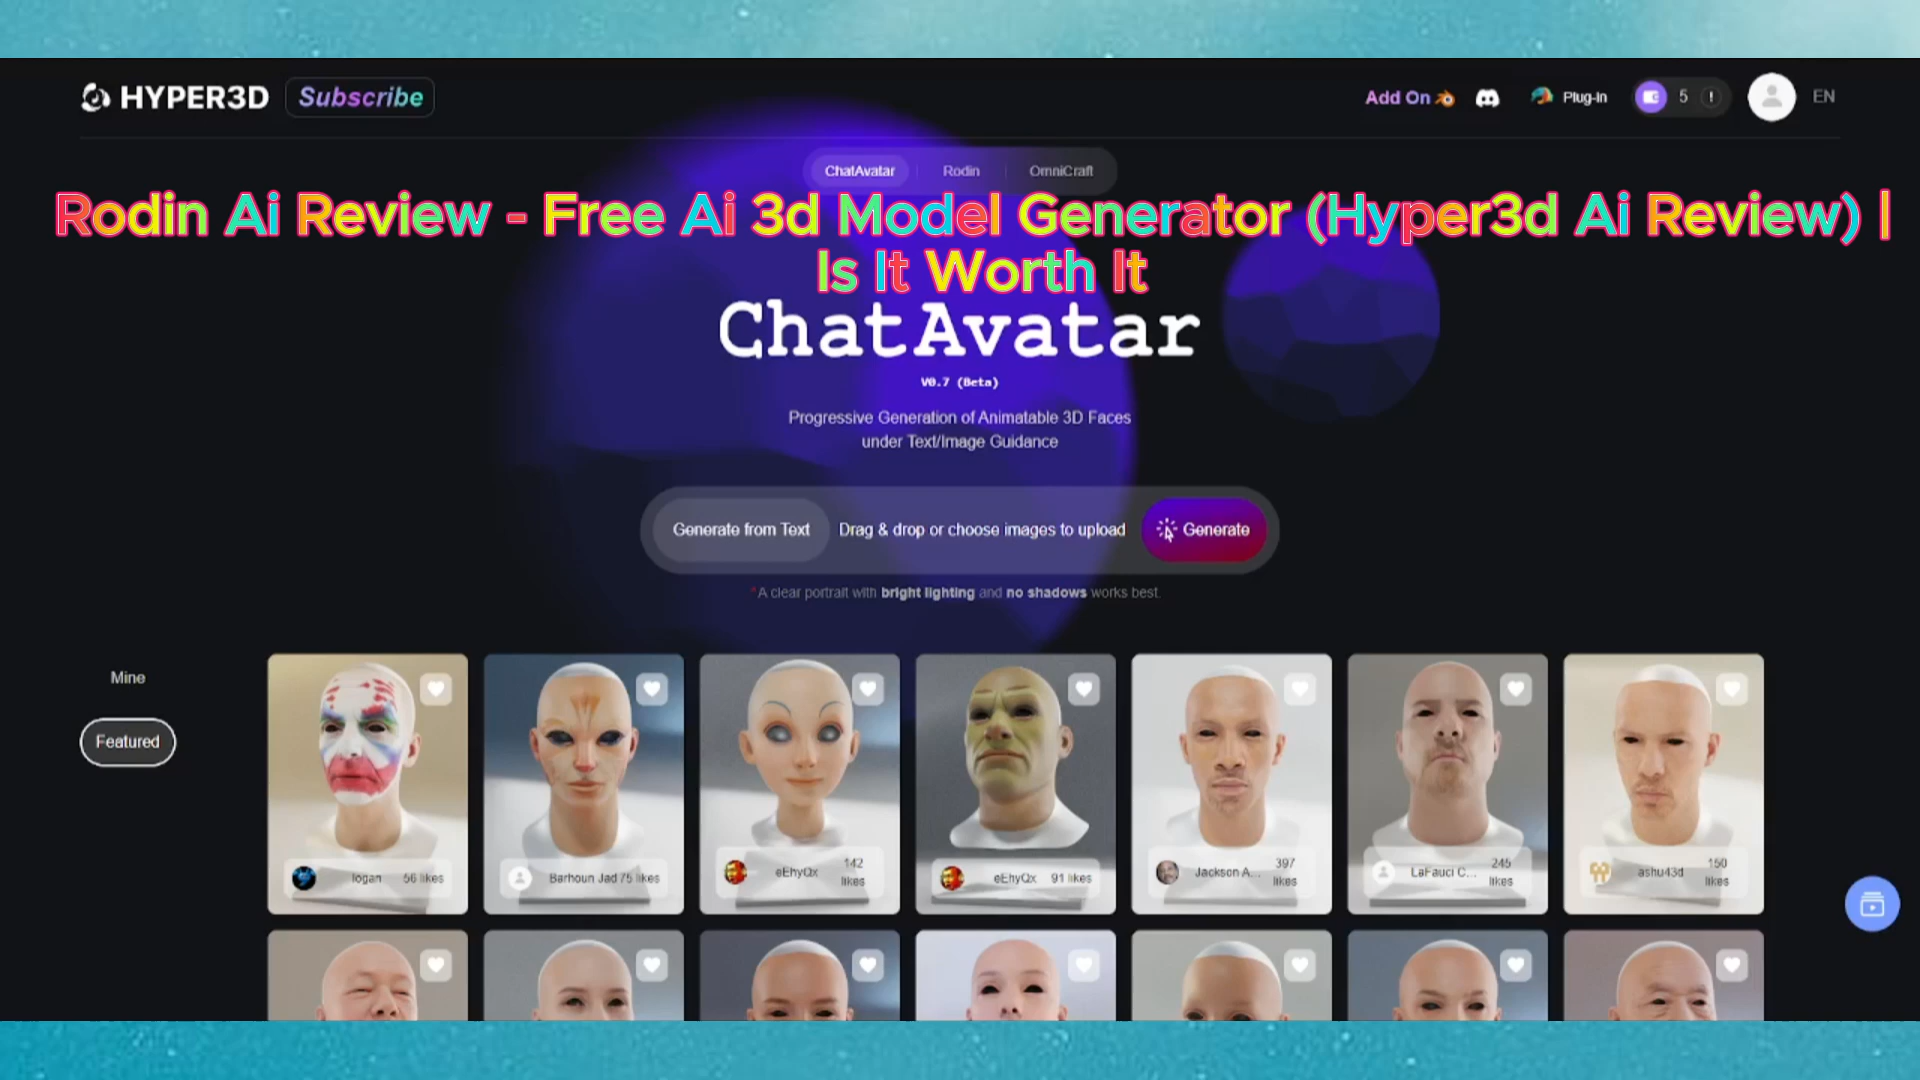 HYPER3D Subscribe Add On Plug-in 5 EN
ChatAvatar Rodin OmniCraft
Rodin Ai Review - Free Ai 3d Model Generator (Hyper3d Ai Review) |
Is It Worth It
ChatAvatar
V0.7 (Beta)
Progressive Generation of Animatable 3D Faces
under Text/Image Guidance
Generate from Text Drag & drop or choose images to upload Generate
*A clear portrait with bright lighting and no shadows works best.
Mine
Featured
logan 56 likes
Barhoun Jad 75 likes
eEhyQx 142 likes
eEhyQx 91 likes
Jackson A... 397 likes
LaFauci C... 245 likes
ashu43d 150 likes